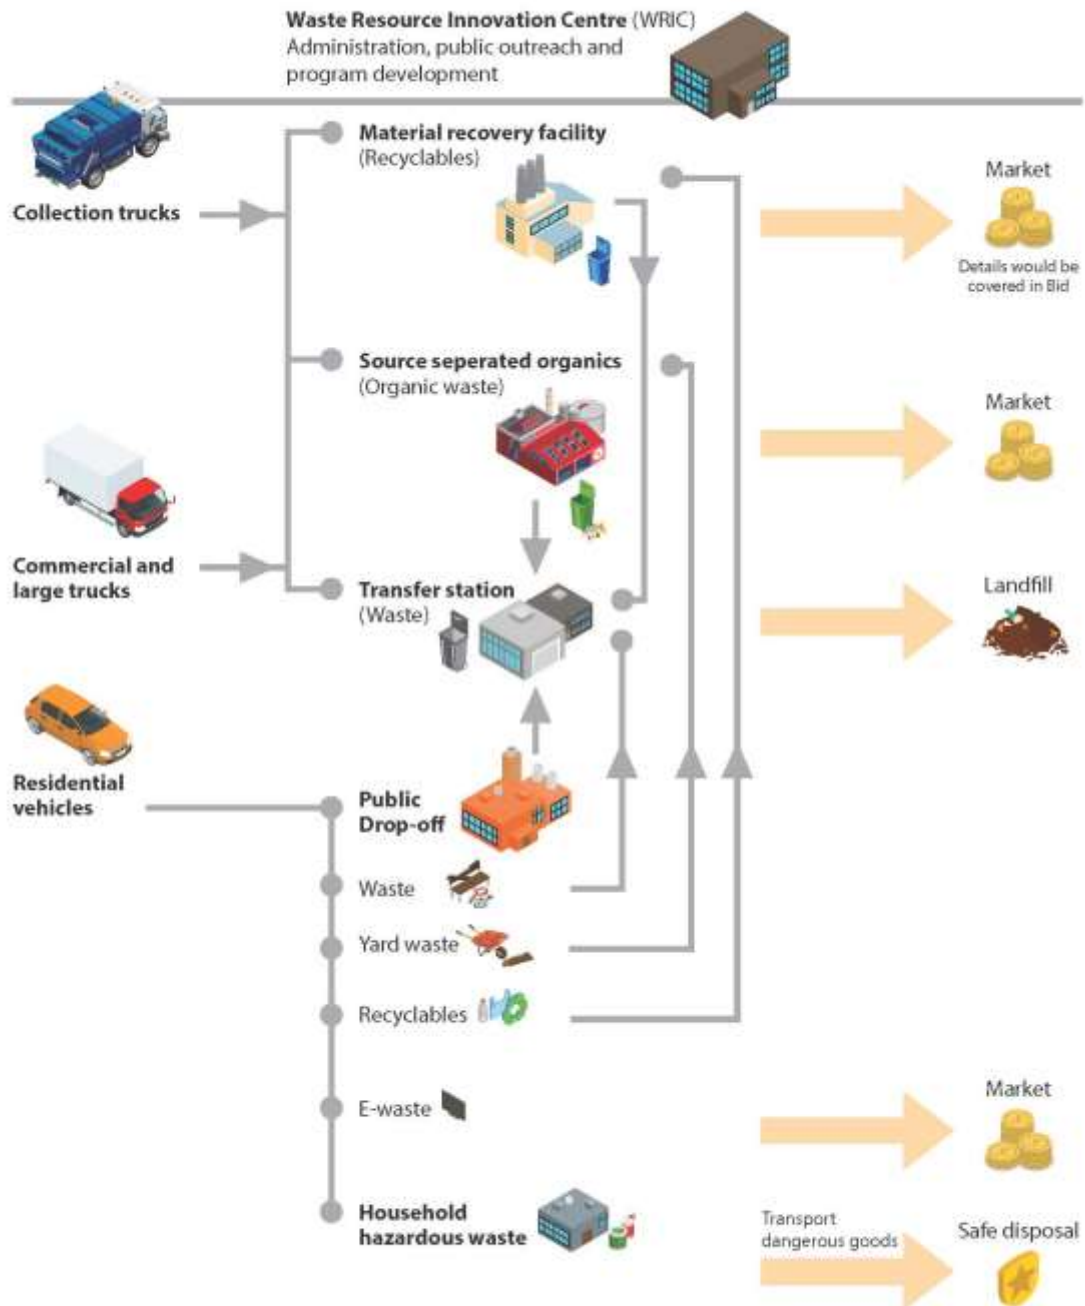 Waste Resource Innovation Centre (WRIC)
Administration, public outreach and
program development
Collection trucks
Material recovery facility
(Recyclables)
Market
Details would be
covered in Bid
Source seperated organics
(Organic waste)
Market
Commercial and
large trucks
Transfer station
(Waste)
Landfill
Residential
vehicles
Public
Drop-off
Waste
Yard waste
Recyclables
E-waste
Market
Household
hazardous waste
Transport
dangerous goods
Safe disposal